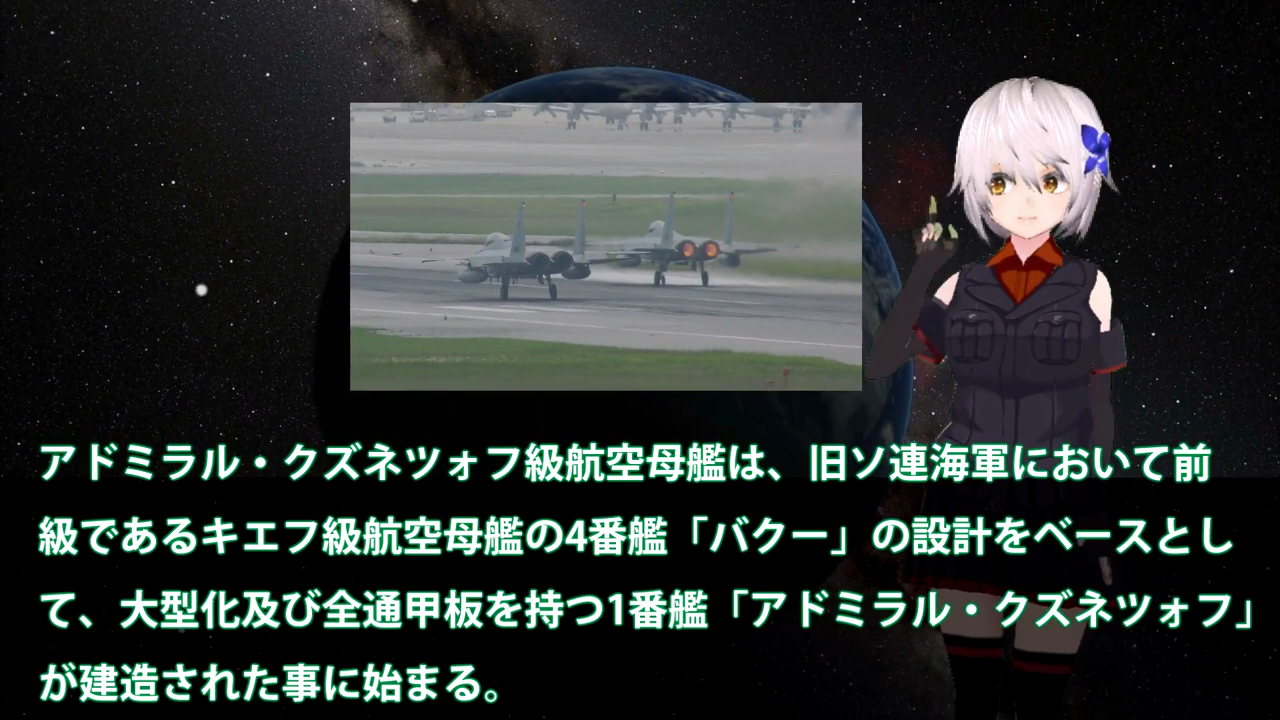 アドミラル・クズネツォフ級航空母艦は、旧ソ連海軍において前
級であるキエフ級航空母艦の4番艦「バクー」の設計をベースとし
て、大型化及び全通甲板を持つ1番艦「アドミラル・クズネツォフ」
が建造された事に始まる。